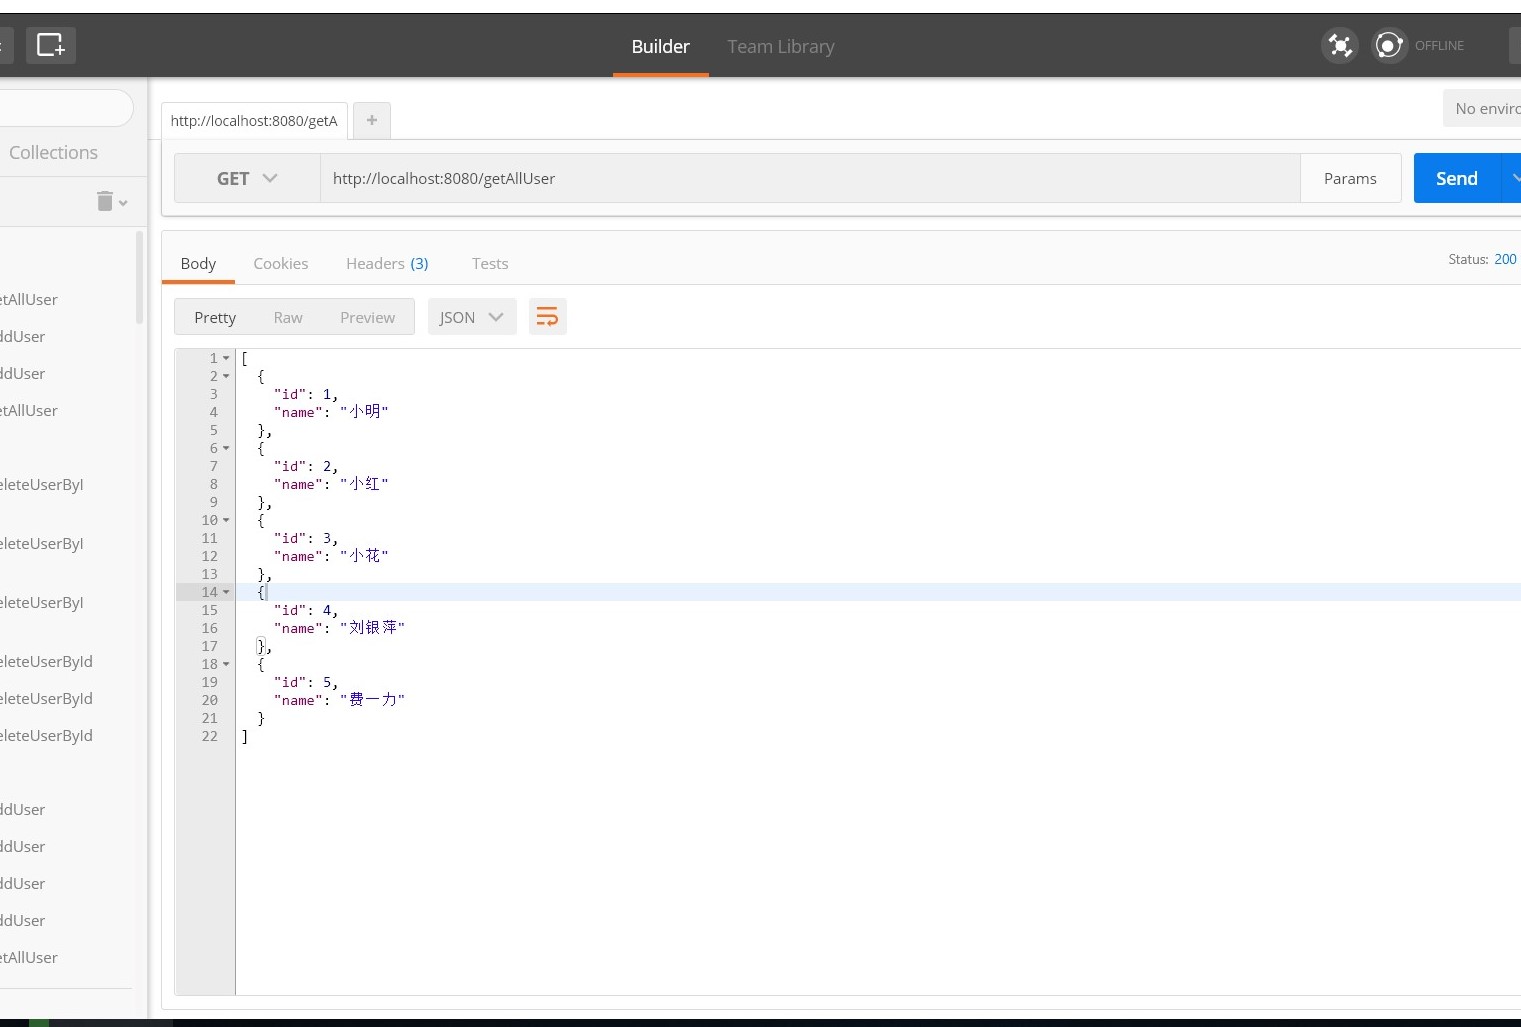 Builder Team Library OFFLINE
http://localhost:8080/getA + No enviro
Collections
GET http://localhost:8080/getAllUser Params Send
Body Cookies Headers (3) Tests Status: 200
Pretty Raw Preview JSON
etAllUser
ddUser
ddUser
etAllUser
eleteUserByI
eleteUserByI
eleteUserByI
eleteUserById
eleteUserById
eleteUserById
ddUser
ddUser
ddUser
ddUser
etAllUser
1 [
2 {
3 "id": 1,
4 "name": "小明"
5 },
6 {
7 "id": 2,
8 "name": "小红"
9 },
10 {
11 "id": 3,
12 "name": "小花"
13 },
14 {
15 "id": 4,
16 "name": "刘银萍"
17 },
18 {
19 "id": 5,
20 "name": "费一力"
21 }
22 ]